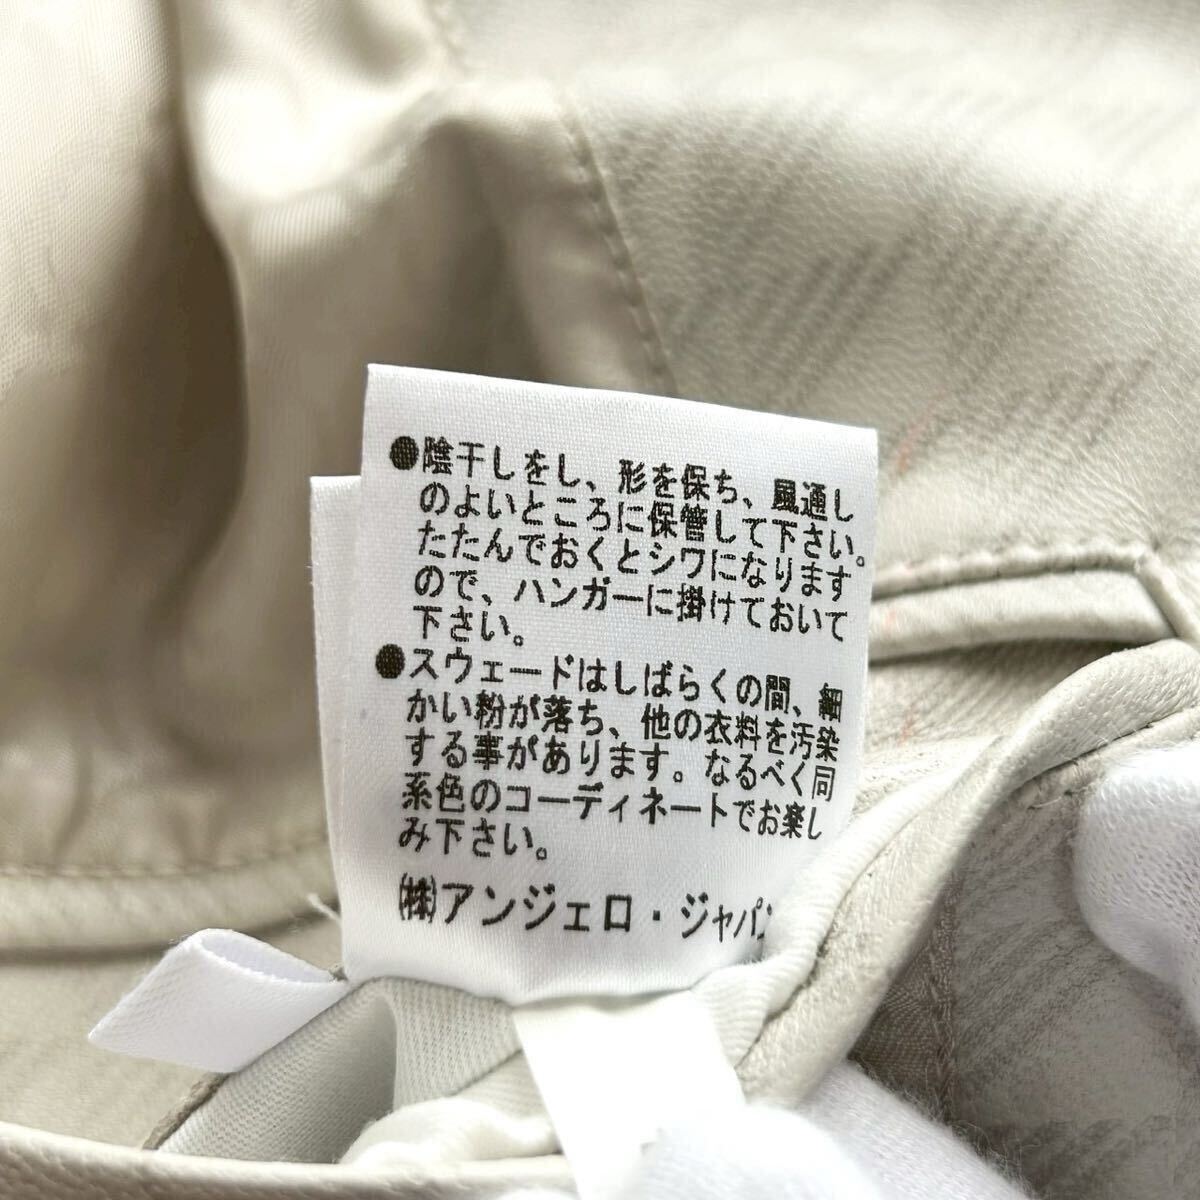 ●陰干しをし、形を保ち、風通し
のよいところに保管して下さい。
たたんでおくとシワになります
ので、ハンガーに掛けておいて
下さい。
●スウェードはしばらくの間、細
かい粉が落ち、他の衣料を汚染
する事があります。なるべく同
系色のコーディネートでお楽し
み下さい。
㈱アンジェロ・ジャパン